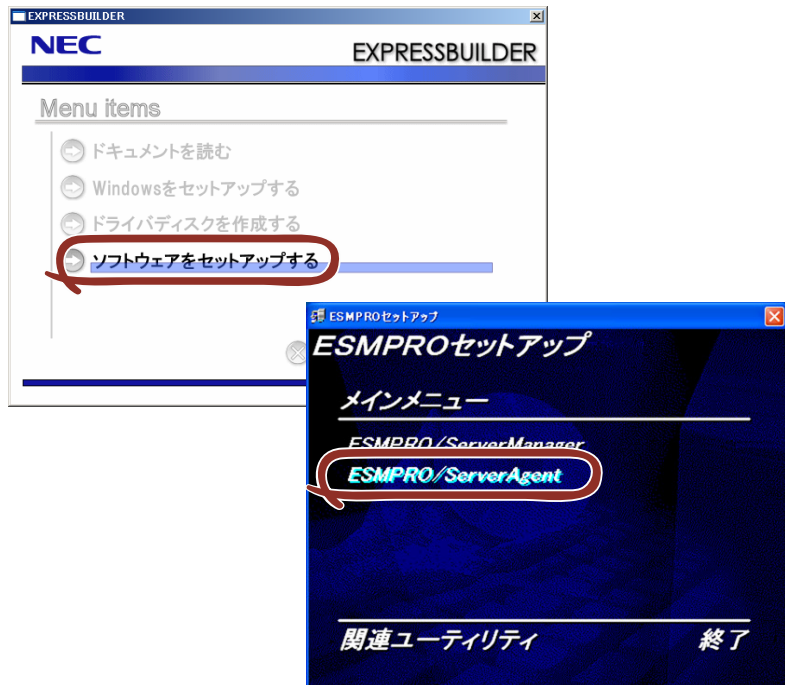 EXPRESSBUILDER
NEC
EXPRESSBUILDER
Menu items
ドキュメントを読む
Windowsをセットアップする
ドライバディスクを作成する
ソフトウェアをセットアップする
ESMPROセットアップ
ESMPROセットアップ
メインメニュー
ESMPRO/ServerManager
ESMPRO/ServerAgent
関連ユーティリティ 終了